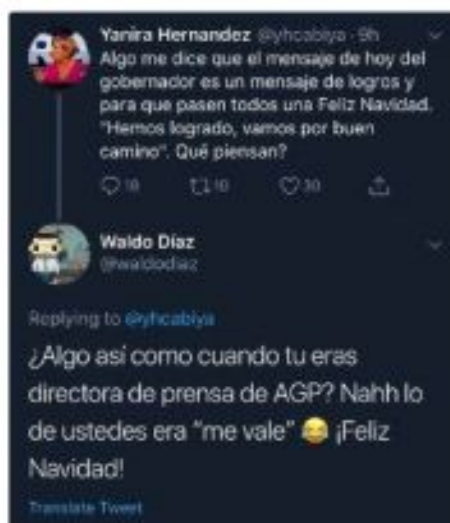 Yanira Hernandez @yhcabiya · 9h
Algo me dice que el mensaje de hoy del
gobernador es un mensaje de logros y
para que pasen todos una Feliz Navidad.
"Hemos logrado, vamos por buen
camino". Qué piensan?
18 10 30
Waldo Díaz
@waldodiaz
Replying to @yhcabiya
¿Algo así como cuando tu eras
directora de prensa de AGP? Nahh lo
de ustedes era "me vale" 😂 ¡Feliz
Navidad!
Translate Tweet